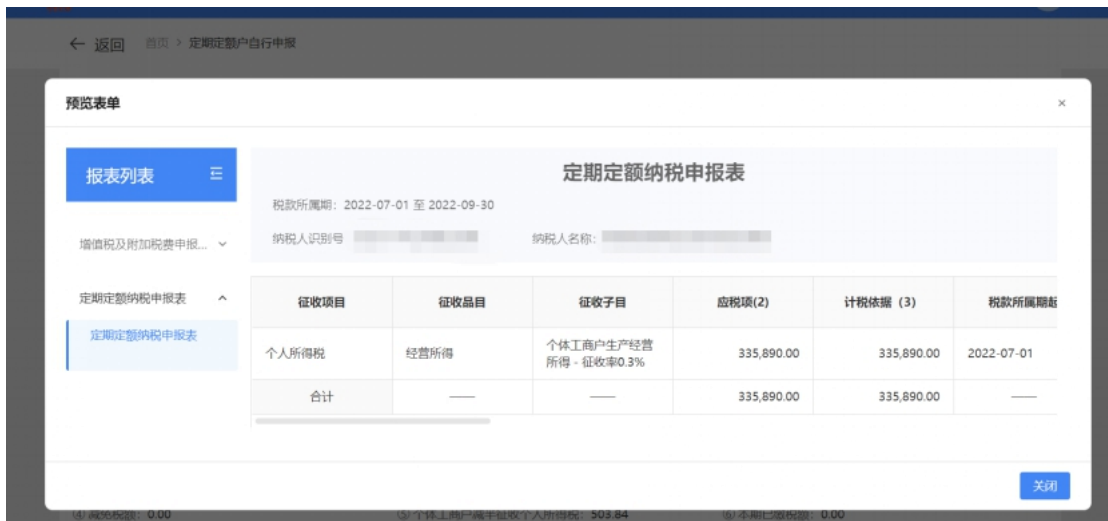 ← 返回 首页 > 定期定额户自行申报
预览表单 ×
报表列表
定期定额纳税申报表
税款所属期：2022-07-01 至 2022-09-30
纳税人识别号 纳税人名称：
增值税及附加税费申报...
定期定额纳税申报表
定期定额纳税申报表
征收项目 征收品目 征收子目 应税项(2) 计税依据（3） 税款所属期起
个人所得税 经营所得 个体工商户生产经营
所得 - 征收率0.3% 335,890.00 335,890.00 2022-07-01
合计 —— —— 335,890.00 335,890.00 ——
关闭
④ 减免税额：0.00 ⑤ 个体工商户减半征收个人所得税：503.84 ⑥ 本期已缴税额：0.00